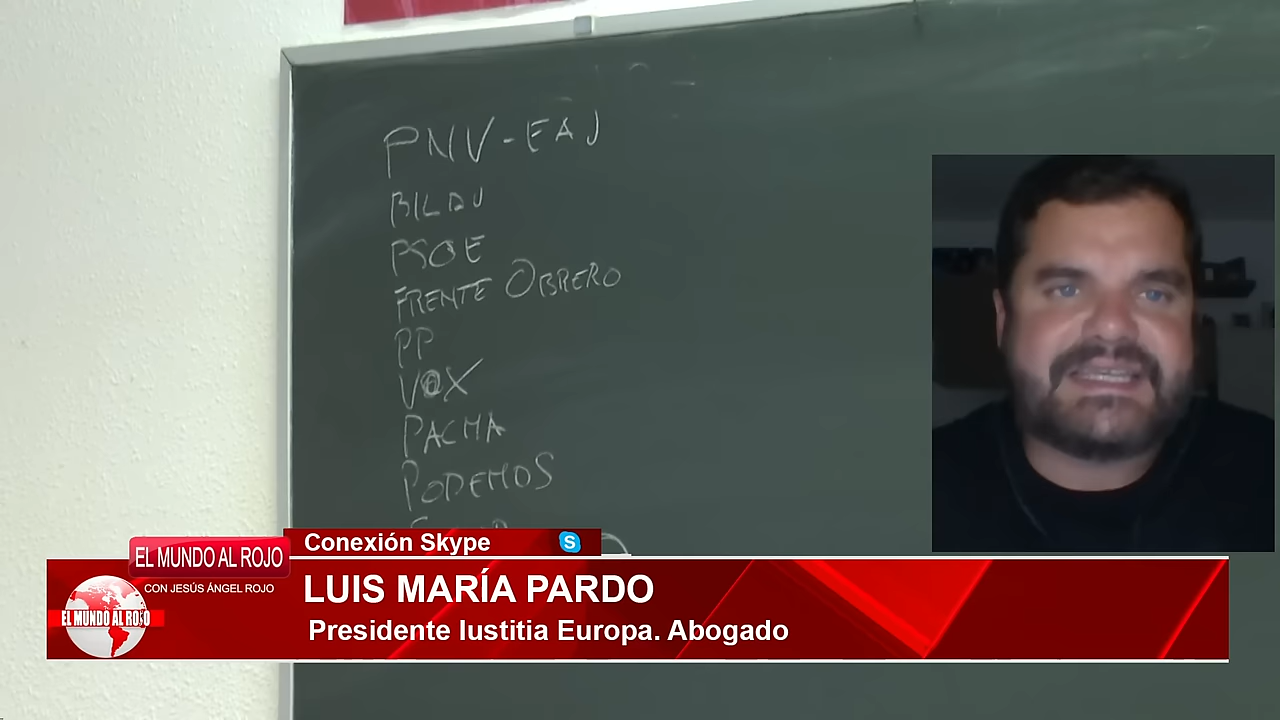 PNV-EAJ
BILDU
PSOE
FRENTE OBRERO
PP
VOX
PACMA
PODEMOS
Conexión Skype
EL MUNDO AL ROJO
CON JESÚS ÁNGEL ROJO
EL MUNDO AL ROJO
LUIS MARÍA PARDO
Presidente Iustitia Europa. Abogado